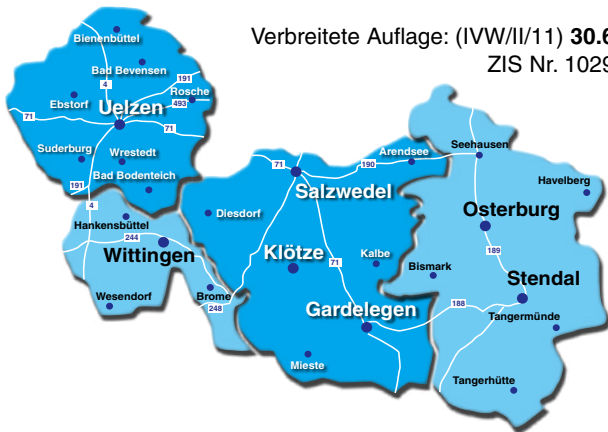 Verbreitete Auflage: (IVW/II/11) 30.6
ZIS Nr. 1029
Bienenbüttel
Bad Bevensen
191
4
Rosche
Ebstorf
493
Uelzen
71
71
Suderburg
Wrestedt
Bad Bodenteich
191
4
Hankensbüttel
244
Wittingen
Wesendorf
Brome
248
71
190
Arendsee
Salzwedel
Diesdorf
Klötze
71
Kalbe
Gardelegen
Mieste
Seehausen
Havelberg
Osterburg
189
Bismark
Stendal
188
Tangermünde
Tangerhütte